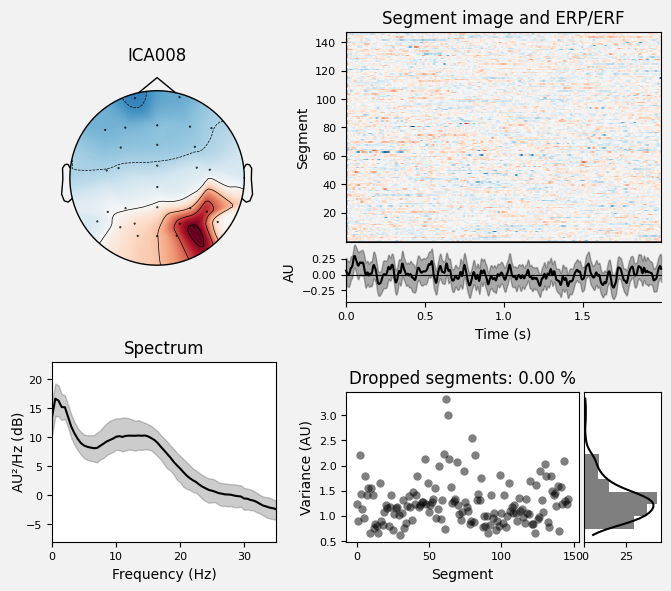 ICA008
Segment image and ERP/ERF
Segment
140
120
100
80
60
40
20
AU
0.25
0.00
−0.25
0.0 0.5 1.0 1.5
Time (s)
Spectrum
AU²/Hz (dB)
20
15
10
5
0
−5
0 10 20 30
Frequency (Hz)
Dropped segments: 0.00 %
Variance (AU)
3.0
2.5
2.0
1.5
1.0
0.5
0 50 100 150
Segment
0 25